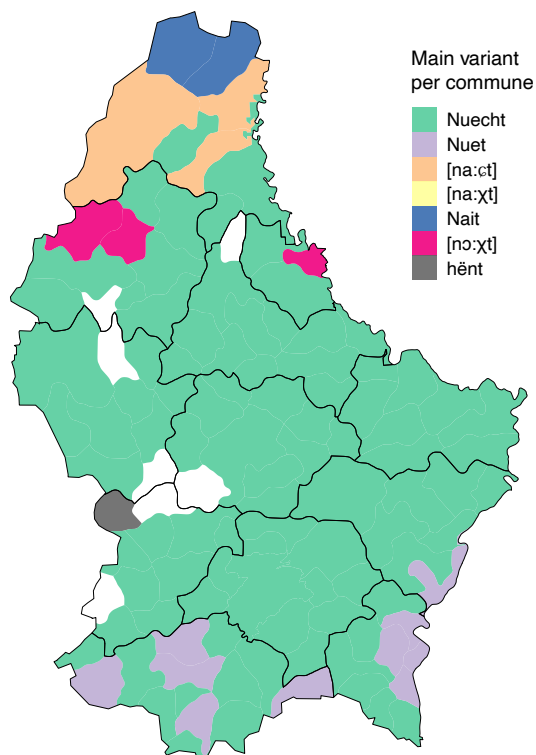 Main variant
per commune
Nuecht
Nuet
[naːɕt]
[naːχt]
Nait
[nɔːχt]
hënt